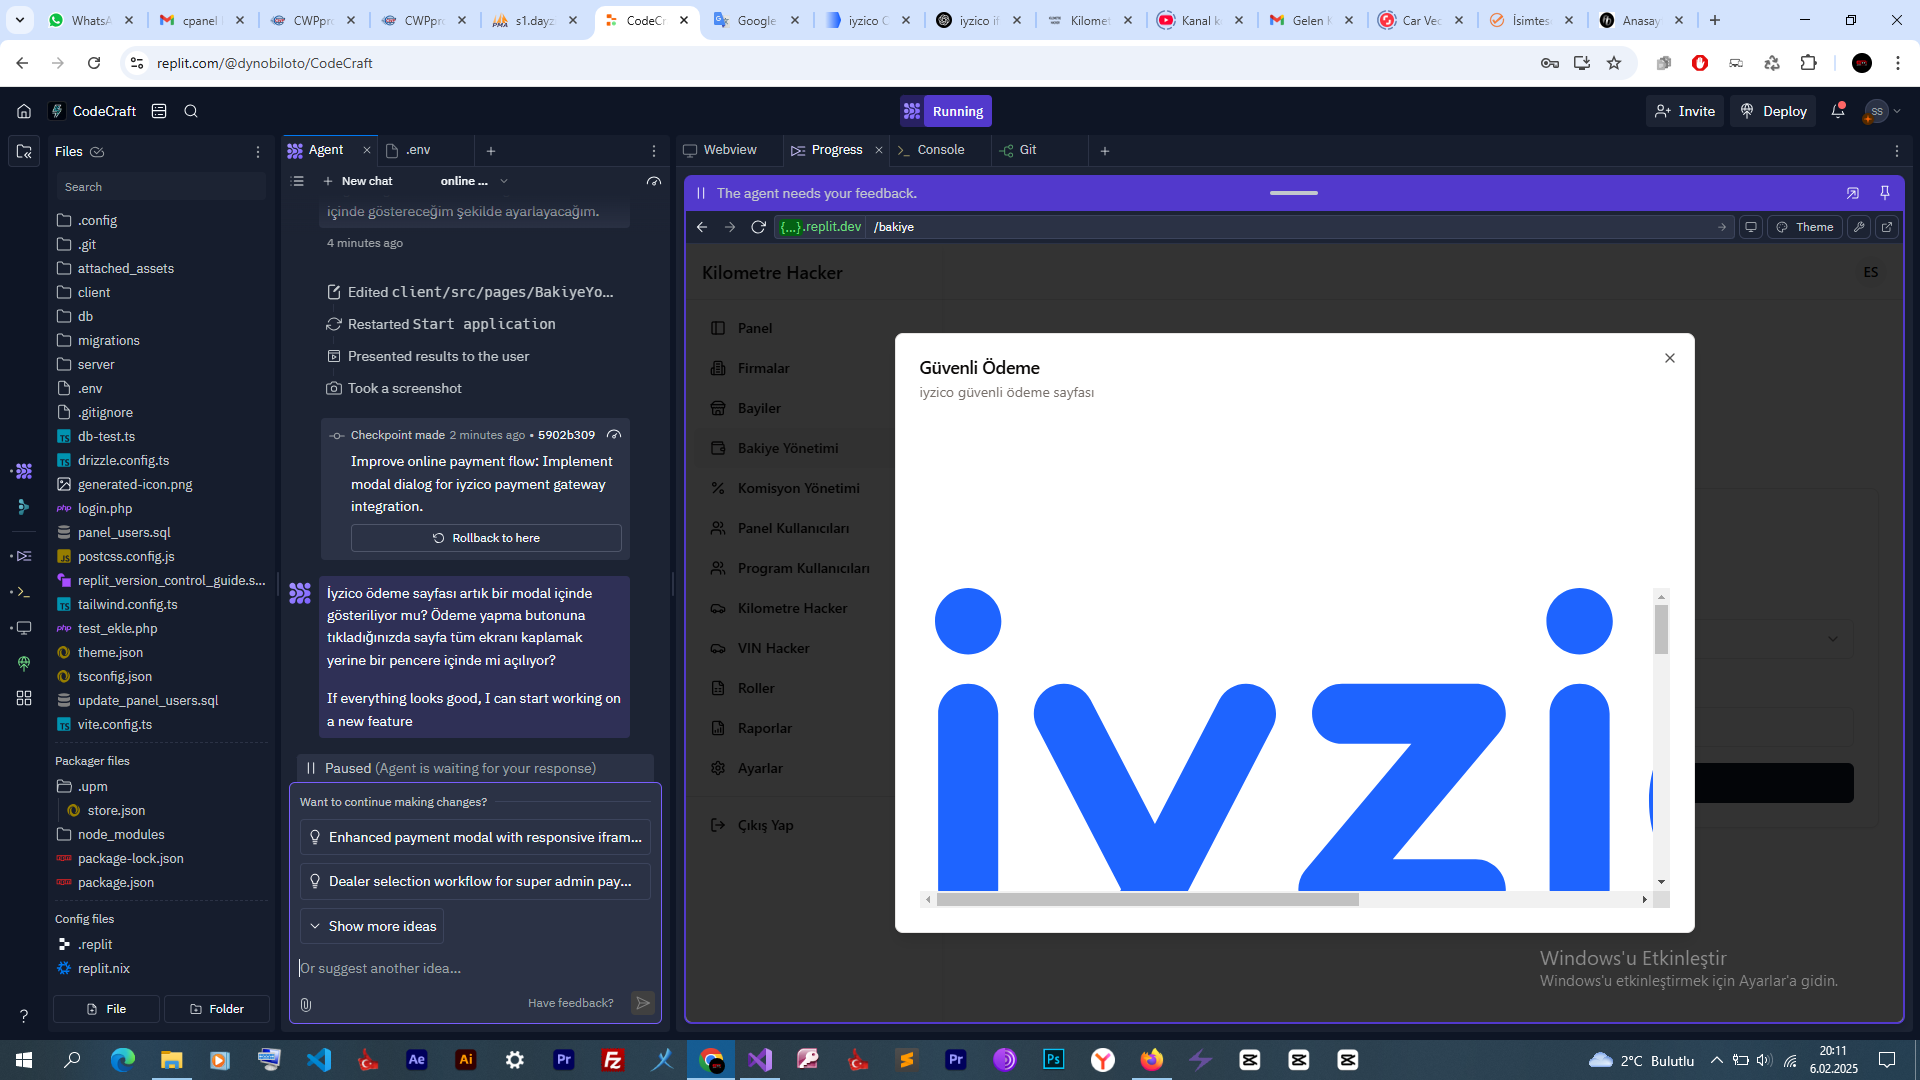 WhatsA
cpanel
CWPpro
CWPpro
s1.dayz
CodeCr
Google
iyzico
iyzico if
Kilomet
Kanal k
Gelen K
Car Vec
İsimtes
Anasay
replit.com/@dynobiloto/CodeCraft
CodeCraft
Running
Invite
Deploy
SS
Files
Search
.config
.git
attached_assets
client
db
migrations
server
.env
.gitignore
db-test.ts
drizzle.config.ts
generated-icon.png
login.php
panel_users.sql
postcss.config.js
replit_version_control_guide.s...
tailwind.config.ts
test_ekle.php
theme.json
tsconfig.json
update_panel_users.sql
vite.config.ts
Packager files
.upm
store.json
node_modules
package-lock.json
package.json
Config files
.replit
replit.nix
File
Folder
Agent
.env
New chat
online ...
içinde göstereceğim şekilde ayarlayacağım.
4 minutes ago
Edited client/src/pages/BakiyeYo...
Restarted Start application
Presented results to the user
Took a screenshot
Checkpoint made 2 minutes ago • 5902b309
Improve online payment flow: Implement
modal dialog for iyzico payment gateway
integration.
Rollback to here
İyzico ödeme sayfası artık bir modal içinde
gösteriliyor mu? Ödeme yapma butonuna
tıkladığınızda sayfa tüm ekranı kaplamak
yerine bir pencere içinde mi açılıyor?
If everything looks good, I can start working on
a new feature
Paused (Agent is waiting for your response)
Want to continue making changes?
Enhanced payment modal with responsive ifram...
Dealer selection workflow for super admin pay...
Show more ideas
Or suggest another idea...
Have feedback?
Webview
Progress
Console
Git
The agent needs your feedback.
{...}.replit.dev
/bakiye
Theme
Kilometre Hacker
ES
Panel
Firmalar
Bayiler
Bakiye Yönetimi
Komisyon Yönetimi
Panel Kullanıcıları
Program Kullanıcıları
Kilometre Hacker
VIN Hacker
Roller
Raporlar
Ayarlar
Çıkış Yap
Güvenli Ödeme
iyzico güvenli ödeme sayfası
iyzi
Windows'u Etkinleştir
Windows'u etkinleştirmek için Ayarlar'a gidin.
2°C Bulutlu
20:11
6.02.2025